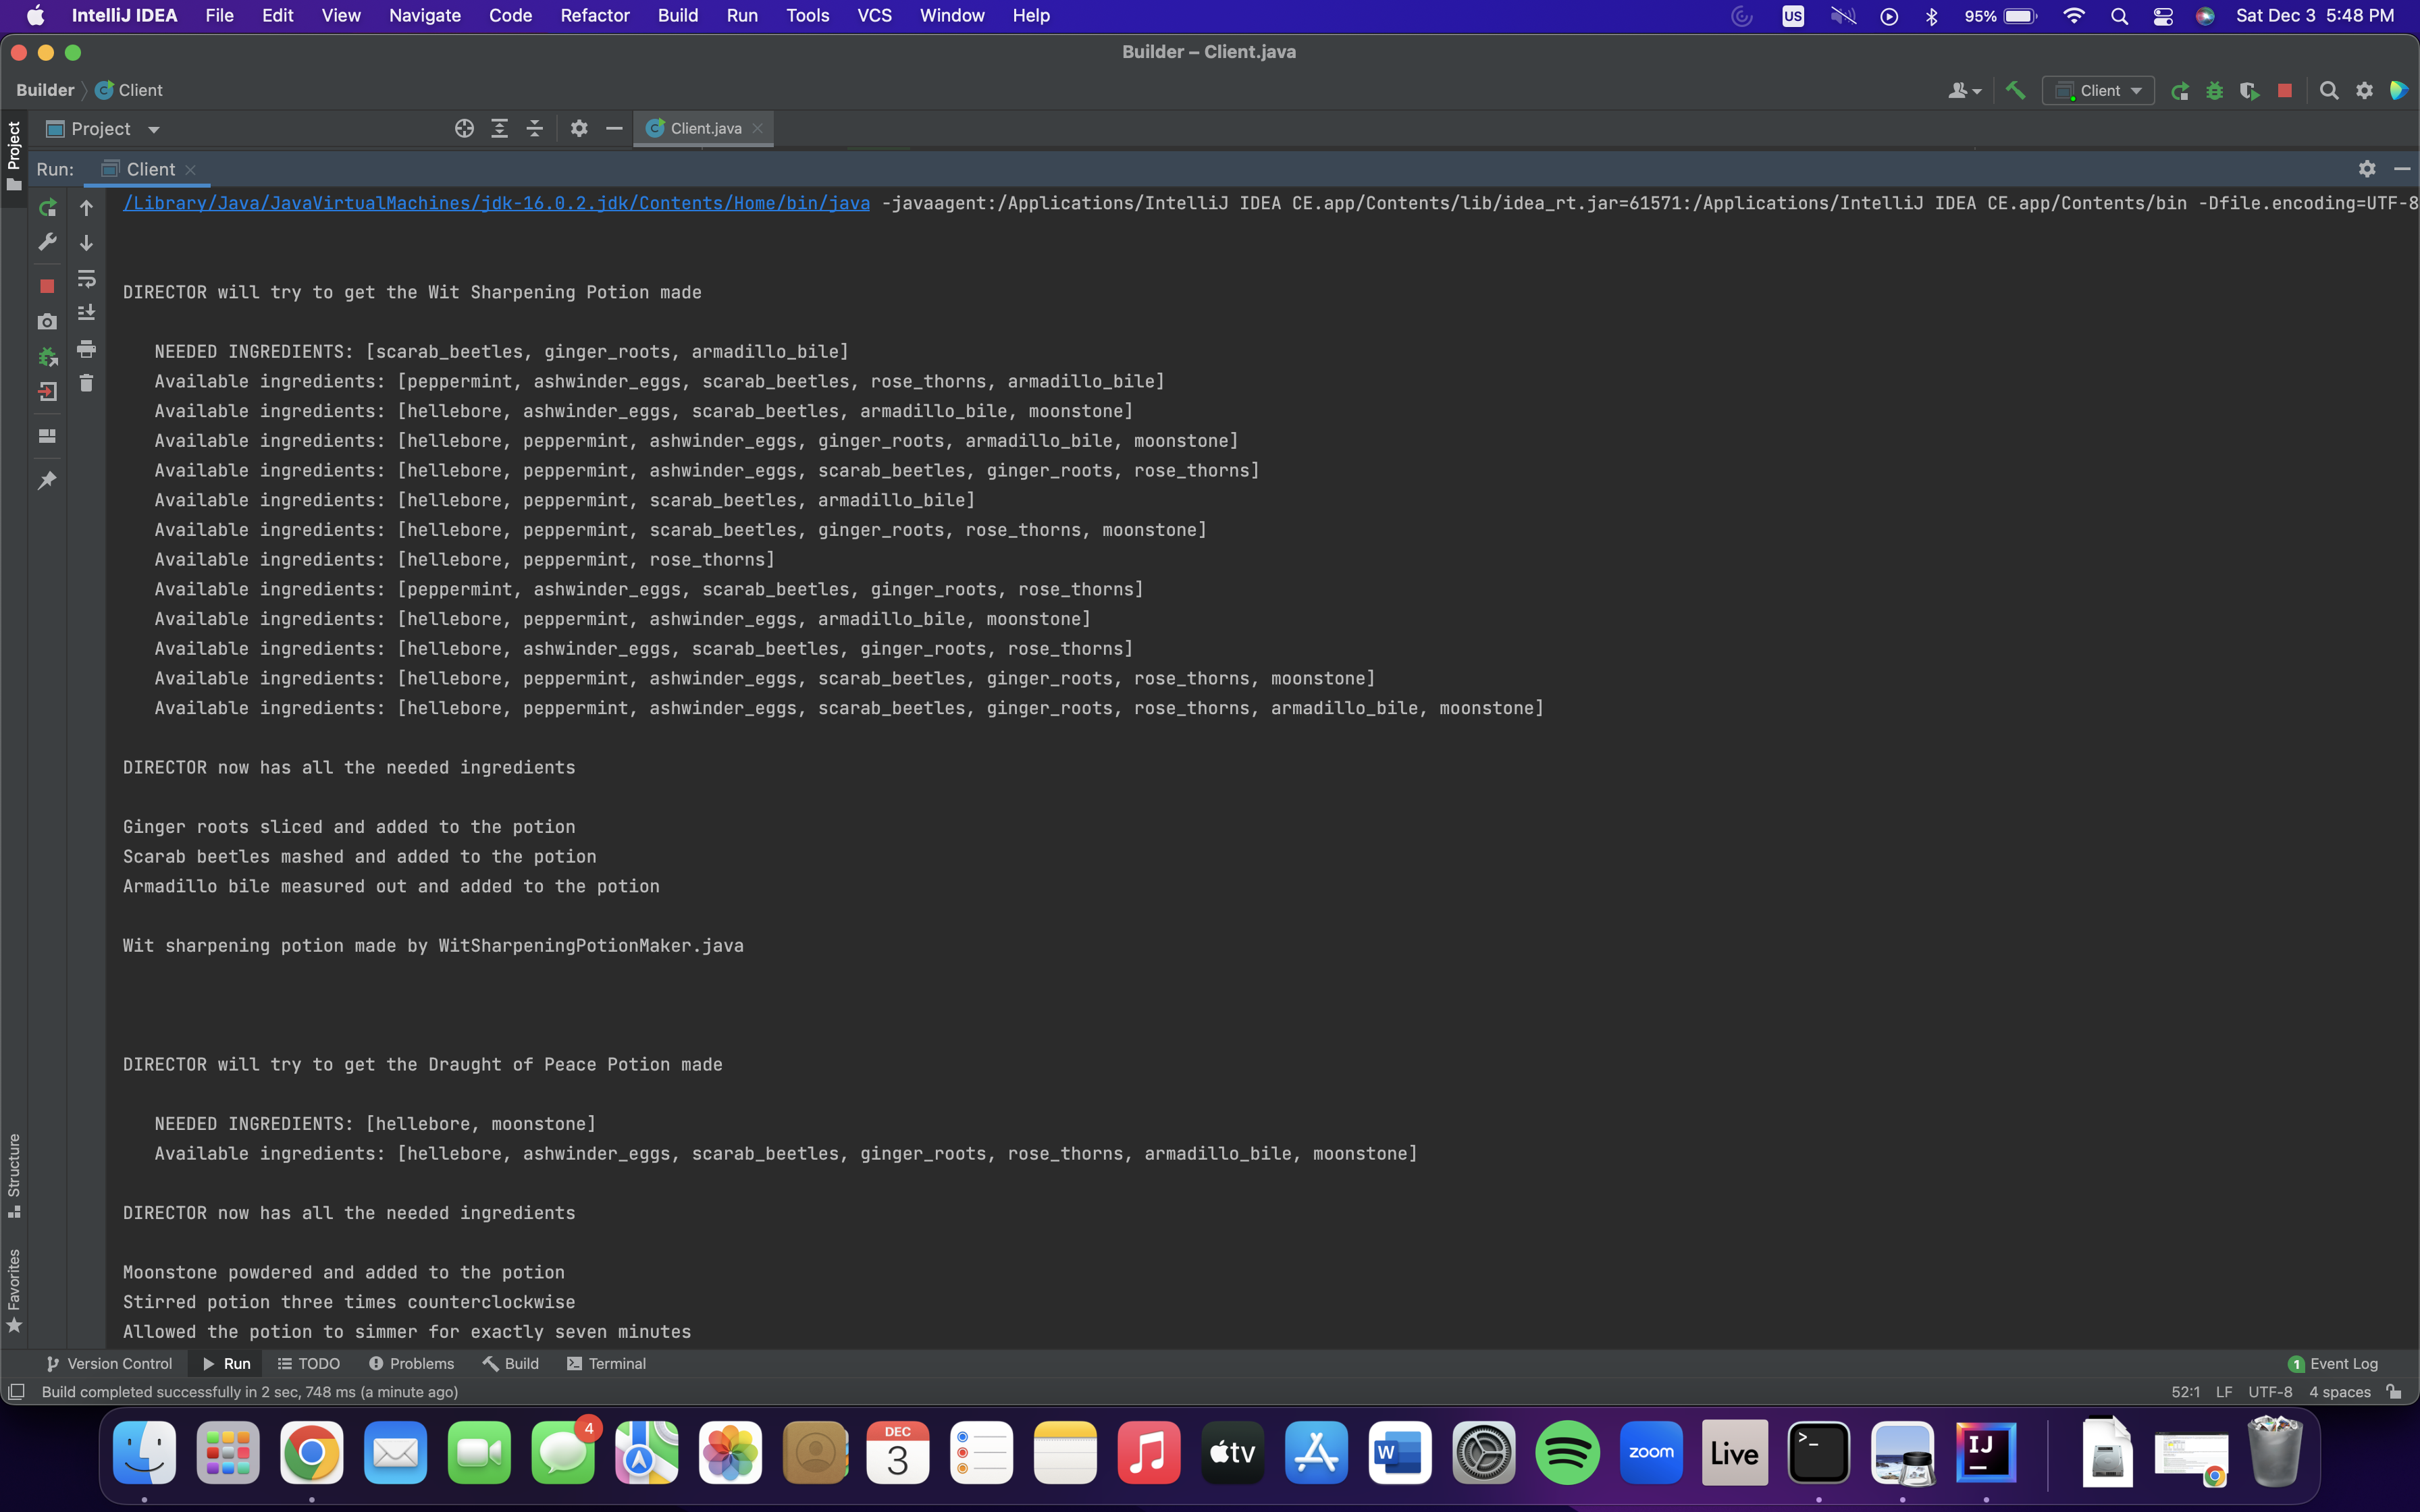 IntelliJ IDEA File Edit View Navigate Code Refactor Build Run Tools VCS Window Help US 95% Sat Dec 3 5:48 PM
Builder – Client.java
Builder Client Client
Project Project Client.java
Run: Client
/Library/Java/JavaVirtualMachines/jdk-16.0.2.jdk/Contents/Home/bin/java -javaagent:/Applications/IntelliJ IDEA CE.app/Contents/lib/idea_rt.jar=61571:/Applications/IntelliJ IDEA CE.app/Contents/bin -Dfile.encoding=UTF-8
DIRECTOR will try to get the Wit Sharpening Potion made
NEEDED INGREDIENTS: [scarab_beetles, ginger_roots, armadillo_bile]
Available ingredients: [peppermint, ashwinder_eggs, scarab_beetles, rose_thorns, armadillo_bile]
Available ingredients: [hellebore, ashwinder_eggs, scarab_beetles, armadillo_bile, moonstone]
Available ingredients: [hellebore, peppermint, ashwinder_eggs, ginger_roots, armadillo_bile, moonstone]
Available ingredients: [hellebore, peppermint, ashwinder_eggs, scarab_beetles, ginger_roots, rose_thorns]
Available ingredients: [hellebore, peppermint, scarab_beetles, armadillo_bile]
Available ingredients: [hellebore, peppermint, scarab_beetles, ginger_roots, rose_thorns, moonstone]
Available ingredients: [hellebore, peppermint, rose_thorns]
Available ingredients: [peppermint, ashwinder_eggs, scarab_beetles, ginger_roots, rose_thorns]
Available ingredients: [hellebore, peppermint, ashwinder_eggs, armadillo_bile, moonstone]
Available ingredients: [hellebore, ashwinder_eggs, scarab_beetles, ginger_roots, rose_thorns]
Available ingredients: [hellebore, peppermint, ashwinder_eggs, scarab_beetles, ginger_roots, rose_thorns, moonstone]
Available ingredients: [hellebore, peppermint, ashwinder_eggs, scarab_beetles, ginger_roots, rose_thorns, armadillo_bile, moonstone]
DIRECTOR now has all the needed ingredients
Ginger roots sliced and added to the potion
Scarab beetles mashed and added to the potion
Armadillo bile measured out and added to the potion
Wit sharpening potion made by WitSharpeningPotionMaker.java
DIRECTOR will try to get the Draught of Peace Potion made
NEEDED INGREDIENTS: [hellebore, moonstone]
Available ingredients: [hellebore, ashwinder_eggs, scarab_beetles, ginger_roots, rose_thorns, armadillo_bile, moonstone]
Structure
DIRECTOR now has all the needed ingredients
Favorites
Moonstone powdered and added to the potion
Stirred potion three times counterclockwise
Allowed the potion to simmer for exactly seven minutes
Version Control Run TODO Problems Build Terminal 1 Event Log
Build completed successfully in 2 sec, 748 ms (a minute ago) 52:1 LF UTF-8 4 spaces
4 DEC 3 tv W zoom Live >_ IJ